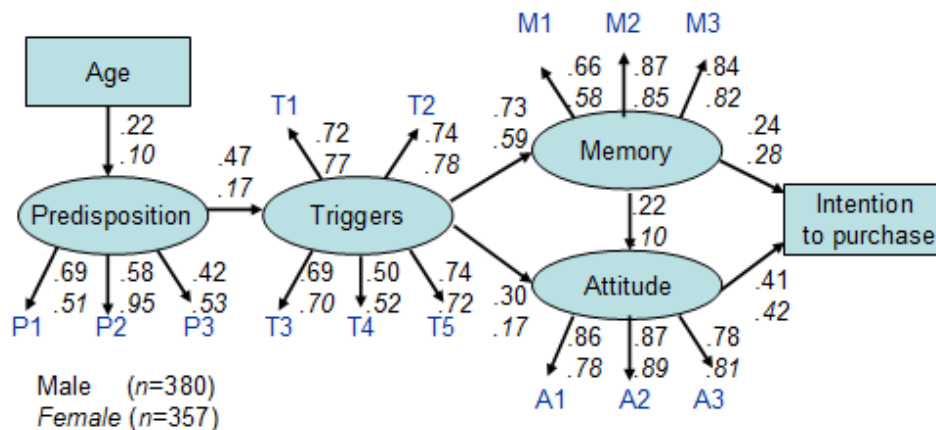 M1 M2 M3
Age
T1 T2
.66 .87 .84
.58 .85 .82
.22
.10
.72 .74
.77 .78
.73
.59
Memory
.24
.28
.47
.17
Predisposition
Triggers
.22
.10
Intention
to purchase
.69 .58 .42
.51 .95 .53
.69 .50 .74
.70 .52 .72
.30
.17
Attitude
.41
.42
P1 P2 P3
T3 T4 T5
.86 .87 .78
.78 .89 .81
A1 A2 A3
Male (n=380)
Female (n=357)